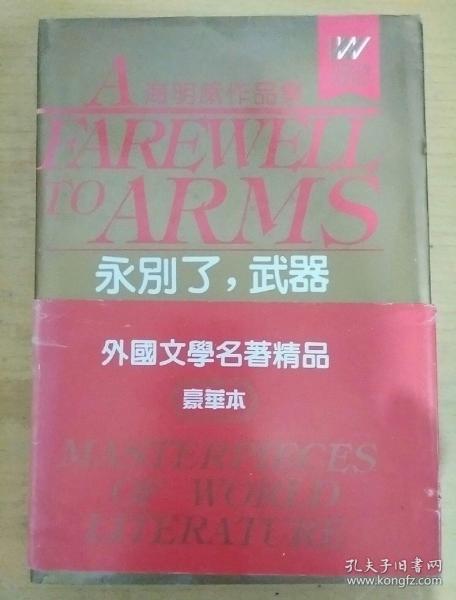 W
A
海明威作品集
FAREWELL
TO ARMS
永別了，武器
外國文學名著精品
豪華本
MASTERPIECES
OF WORLD
LITERATURE
孔夫子旧书网
www.kongfz.com